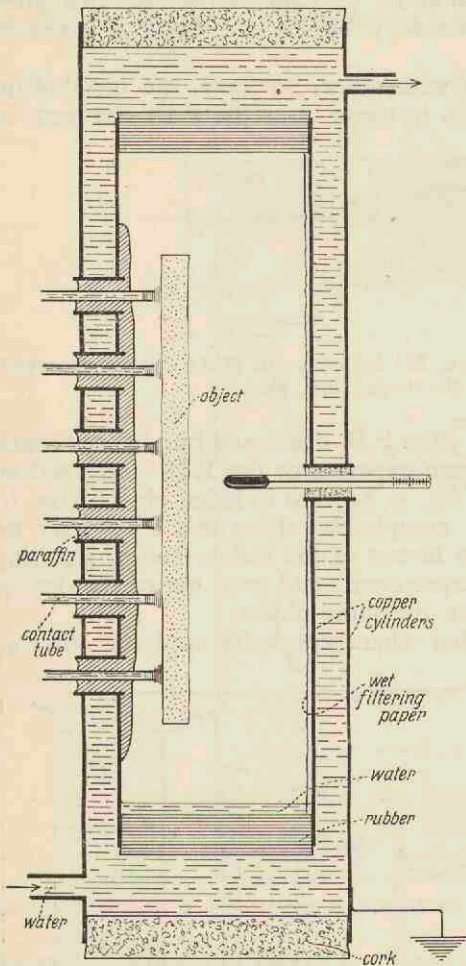 object
paraffin
contact
tube
copper
cylinders
wet
filtering
paper
water
rubber
water
cork